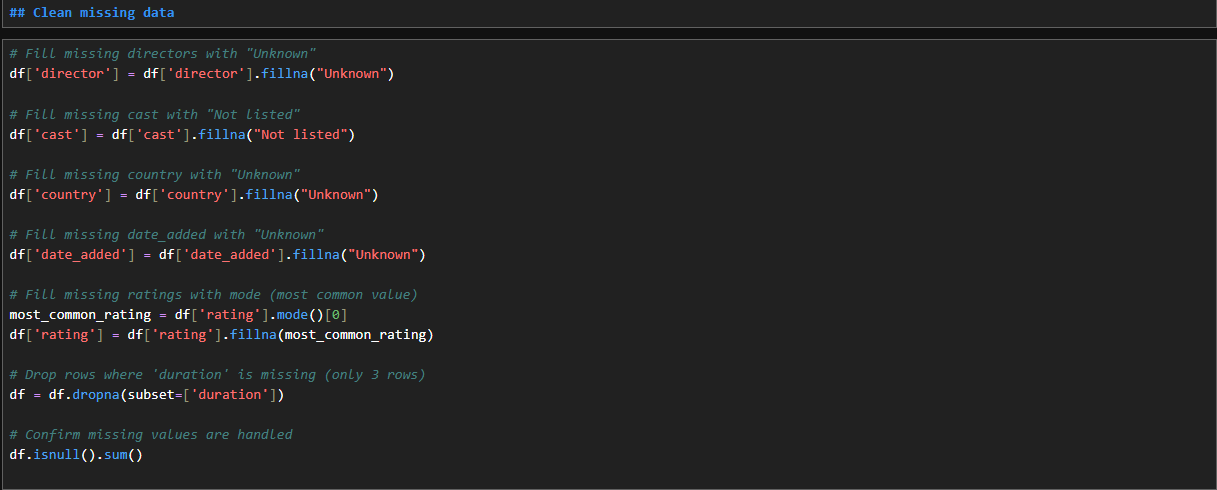 ## Clean missing data
# Fill missing directors with "Unknown"
df['director'] = df['director'].fillna("Unknown")
# Fill missing cast with "Not listed"
df['cast'] = df['cast'].fillna("Not listed")
# Fill missing country with "Unknown"
df['country'] = df['country'].fillna("Unknown")
# Fill missing date_added with "Unknown"
df['date_added'] = df['date_added'].fillna("Unknown")
# Fill missing ratings with mode (most common value)
most_common_rating = df['rating'].mode()[0]
df['rating'] = df['rating'].fillna(most_common_rating)
# Drop rows where 'duration' is missing (only 3 rows)
df = df.dropna(subset=['duration'])
# Confirm missing values are handled
df.isnull().sum()